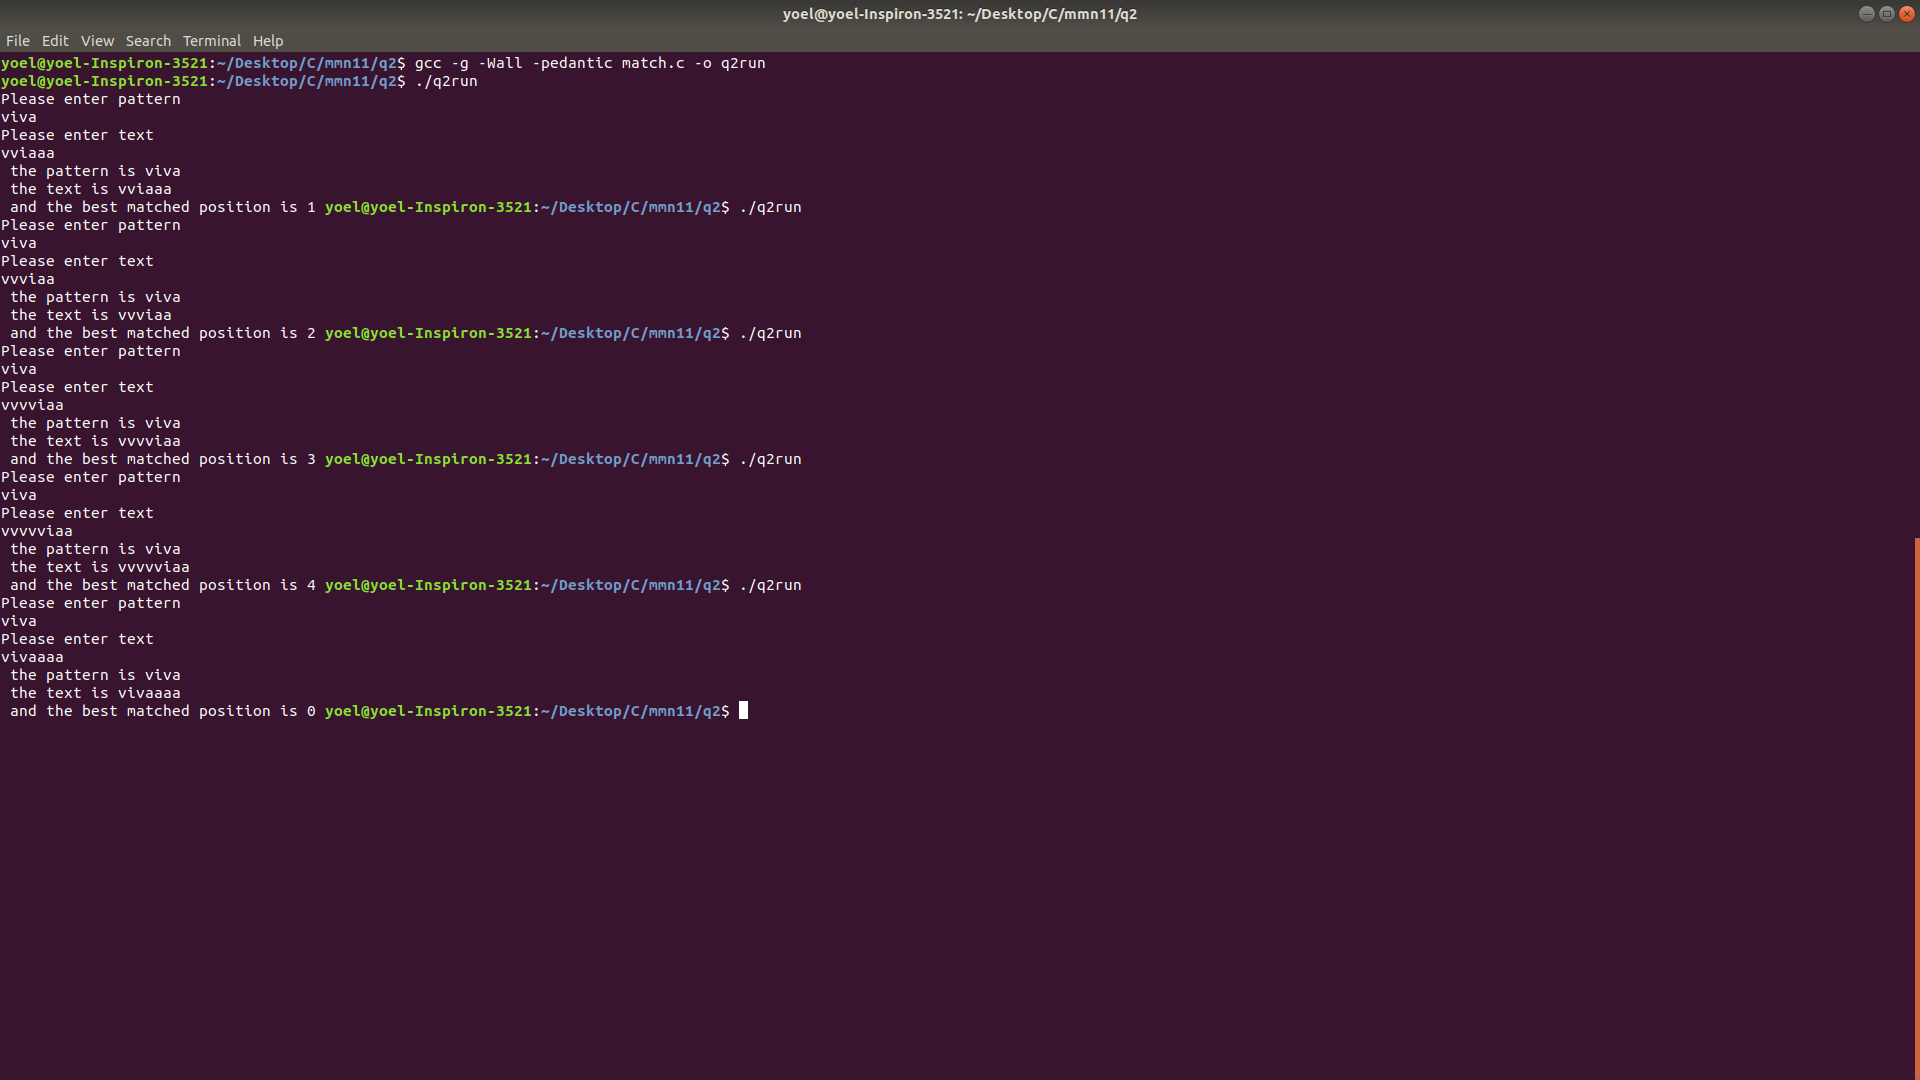 yoel@yoel-Inspiron-3521: ~/Desktop/C/mmn11/q2
File Edit View Search Terminal Help
yoel@yoel-Inspiron-3521:~/Desktop/C/mmn11/q2$ gcc -g -Wall -pedantic match.c -o q2run
yoel@yoel-Inspiron-3521:~/Desktop/C/mmn11/q2$ ./q2run
Please enter pattern
viva
Please enter text
vviaaa
 the pattern is viva
 the text is vviaaa
 and the best matched position is 1 yoel@yoel-Inspiron-3521:~/Desktop/C/mmn11/q2$ ./q2run
Please enter pattern
viva
Please enter text
vvviaa
 the pattern is viva
 the text is vvviaa
 and the best matched position is 2 yoel@yoel-Inspiron-3521:~/Desktop/C/mmn11/q2$ ./q2run
Please enter pattern
viva
Please enter text
vvvviaa
 the pattern is viva
 the text is vvvviaa
 and the best matched position is 3 yoel@yoel-Inspiron-3521:~/Desktop/C/mmn11/q2$ ./q2run
Please enter pattern
viva
Please enter text
vvvvviaa
 the pattern is viva
 the text is vvvvviaa
 and the best matched position is 4 yoel@yoel-Inspiron-3521:~/Desktop/C/mmn11/q2$ ./q2run
Please enter pattern
viva
Please enter text
vivaaaa
 the pattern is viva
 the text is vivaaaa
 and the best matched position is 0 yoel@yoel-Inspiron-3521:~/Desktop/C/mmn11/q2$